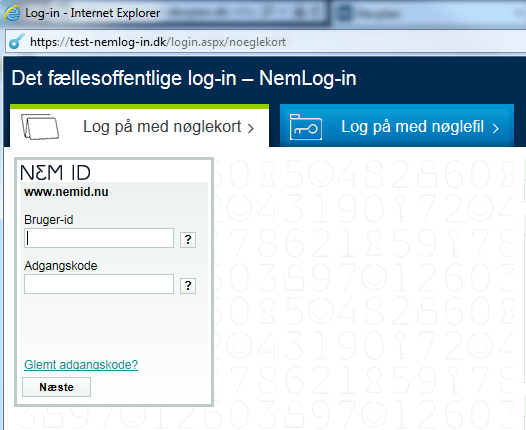 Log-in - Internet Explorer
https://test-nemlog-in.dk/login.aspx/noeglekort
Det fællesoffentlige log-in – NemLog-in
Log på med nøglekort >
Log på med nøglefil >
NEM ID
www.nemid.nu
Bruger-id
?
Adgangskode
?
Glemt adgangskode?
Næste